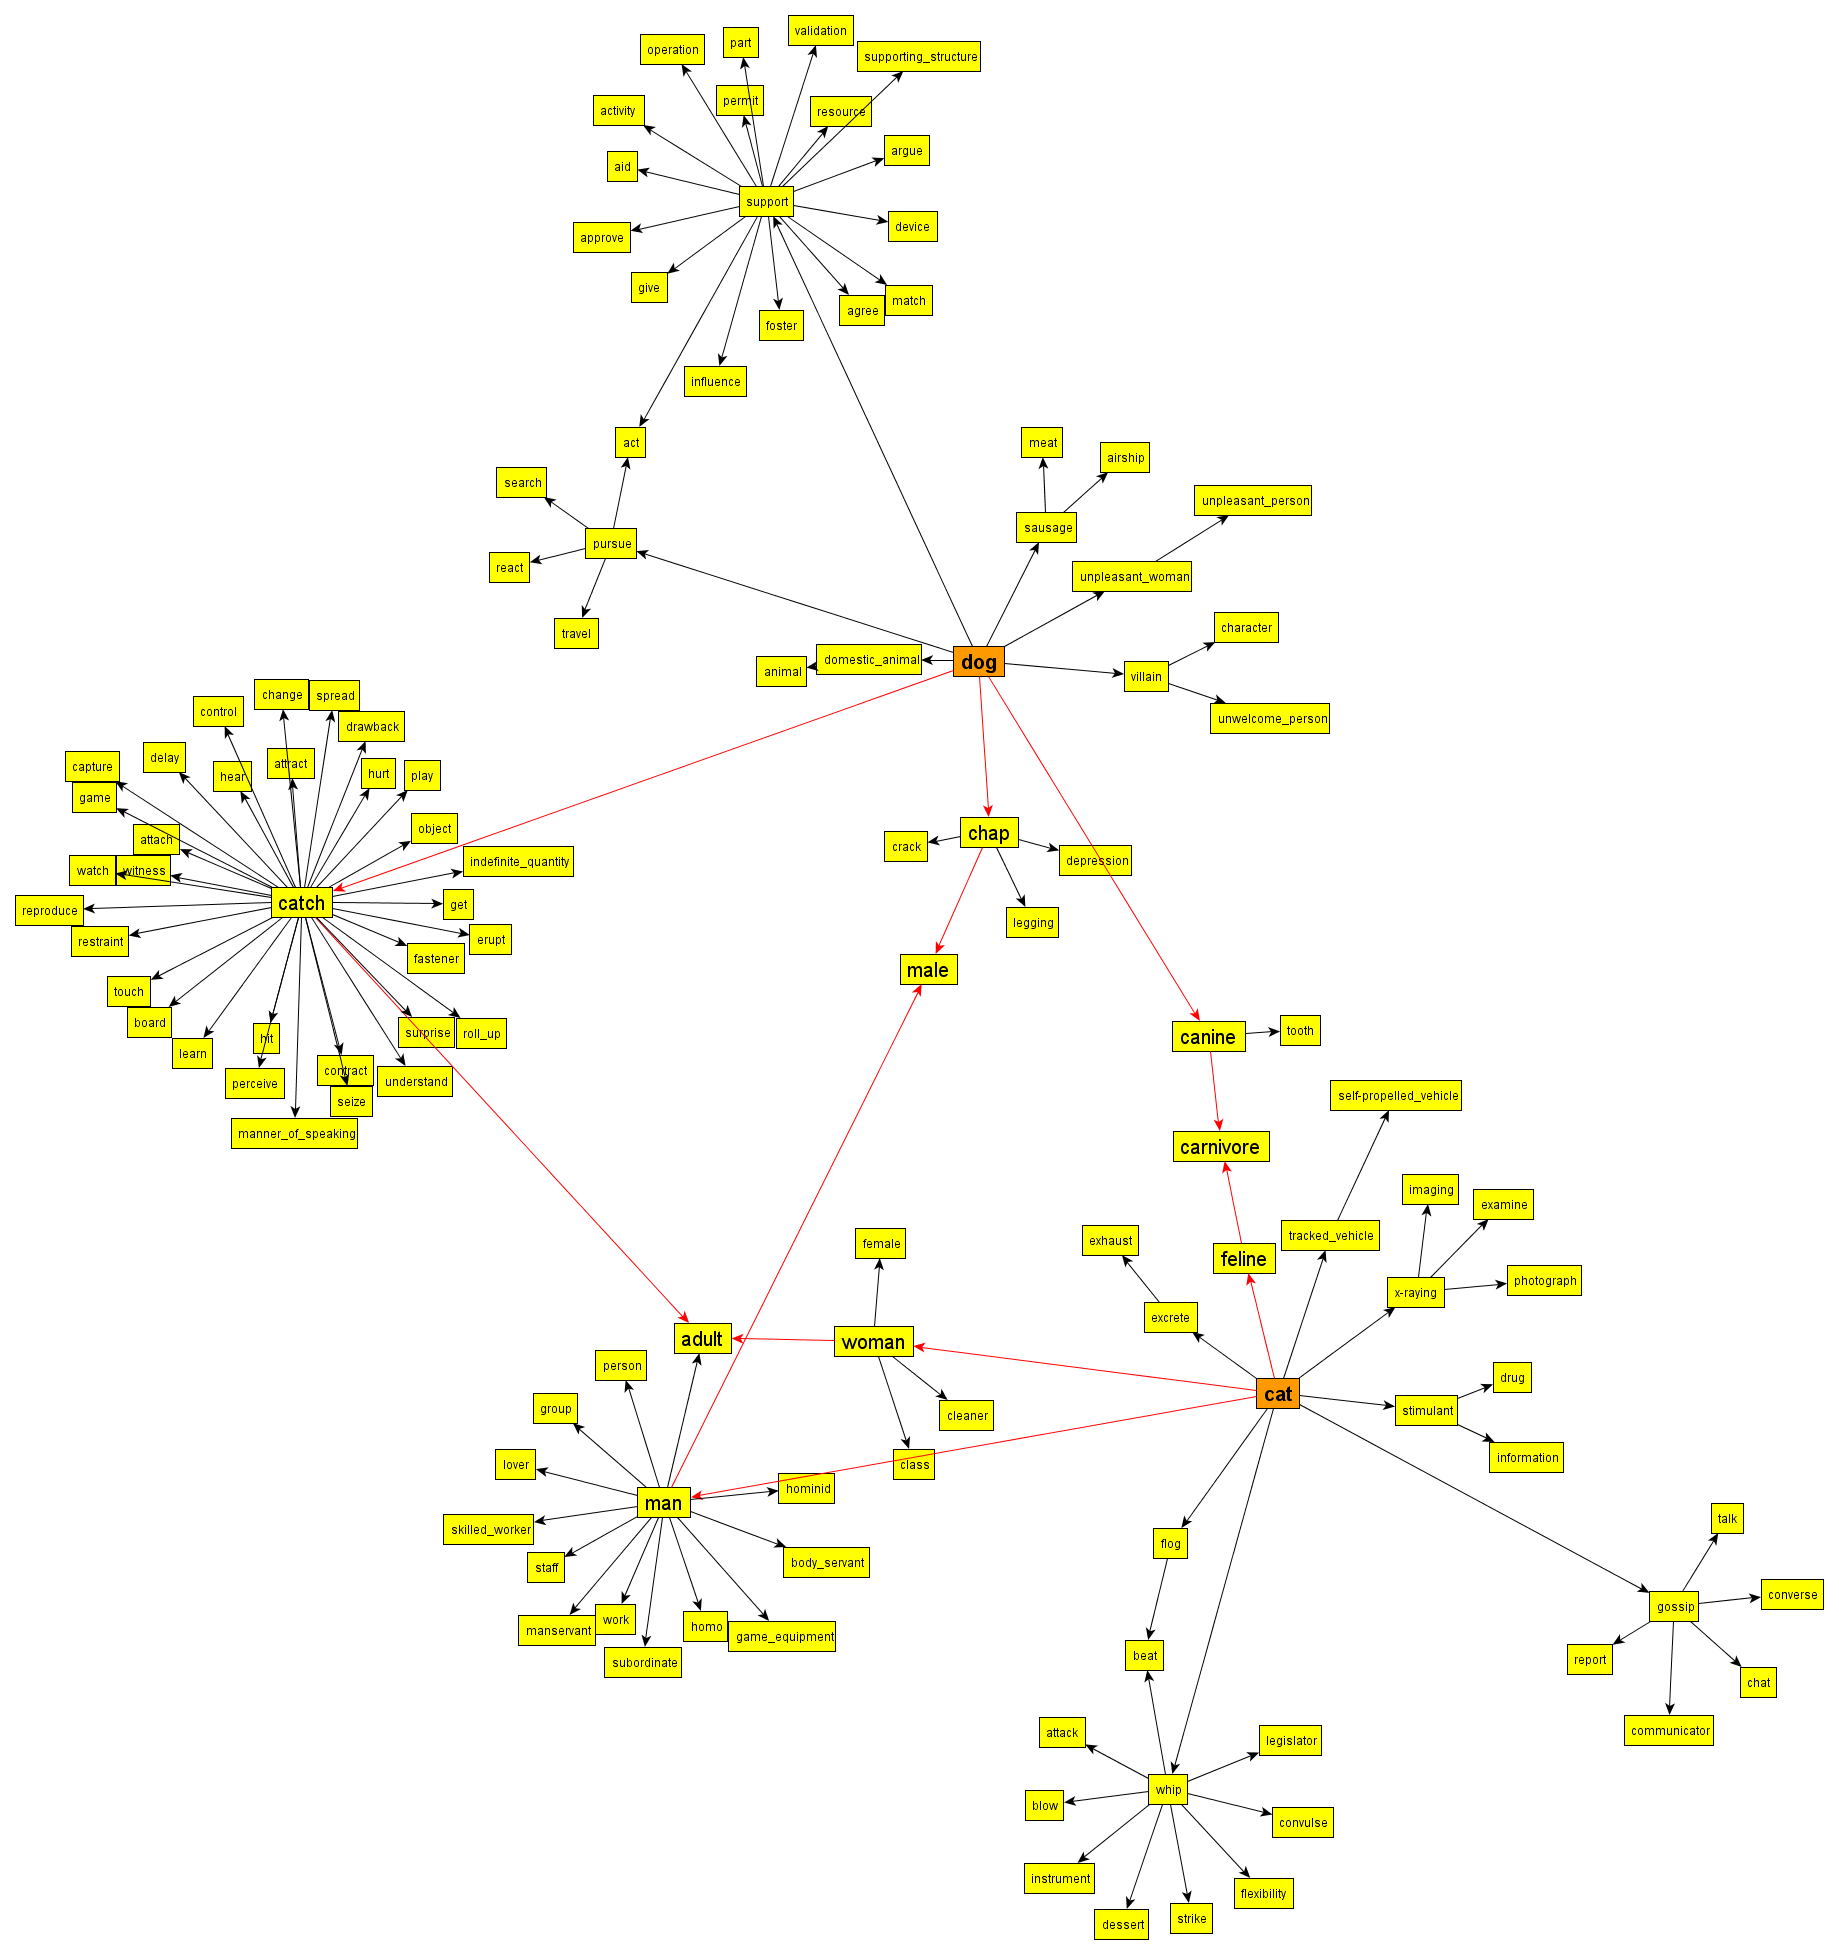 validation
part
operation
supporting_structure
permit
activity
resource
argue
aid
support
device
approve
give
match
agree
foster
influence
act
meat
airship
search
unpleasant_person
sausage
pursue
react
unpleasant_woman
travel
character
domestic_animal
dog
animal
villain
change
spread
control
unwelcome_person
drawback
delay
attract
capture
hear
hurt
play
game
object
chap
attach
crack
depression
indefinite_quantity
watch
witness
catch
get
reproduce
legging
restraint
erupt
fastener
male
touch
board
surprise
roll_up
tooth
hit
canine
learn
contract
understand
perceive
seize
self-propelled_vehicle
manner_of_speaking
carnivore
imaging
examine
tracked_vehicle
exhaust
female
feline
photograph
x-raying
excrete
adult
woman
person
drug
cat
group
stimulant
cleaner
information
lover
class
hominid
man
talk
skilled_worker
flog
body_servant
staff
converse
gossip
work
homo
manservant
game_equipment
beat
report
subordinate
chat
communicator
attack
legislator
whip
blow
convulse
instrument
flexibility
strike
dessert